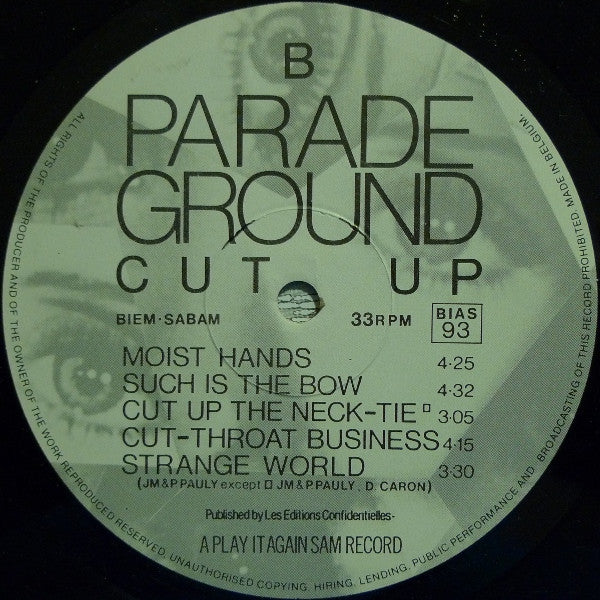 B
PARADE
GROUND
CUT UP
BIEM·SABAM 33RPM BIAS 93
MOIST HANDS 4·25
SUCH IS THE BOW 4·32
CUT UP THE NECK-TIE □ 3·05
CUT-THROAT BUSINESS 4·15
STRANGE WORLD 3·30
(JM&P.PAULY except □ JM&P.PAULY, D. CARON)
Published by Les Editions Confidentielles-
A PLAY IT AGAIN SAM RECORD
ALL RIGHTS OF THE PRODUCER AND OF THE OWNER OF THE WORK REPRODUCED RESERVED. UNAUTHORISED COPYING, HIRING, LENDING, PUBLIC PERFORMANCE AND BROADCASTING OF THIS RECORD PROHIBITED. MADE IN BELGIUM.